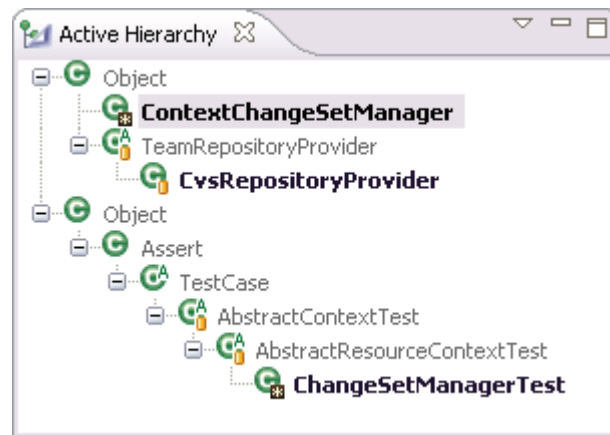 Active Hierarchy
Object
ContextChangeSetManager
TeamRepositoryProvider
CvsRepositoryProvider
Object
Assert
TestCase
AbstractContextTest
AbstractResourceContextTest
ChangeSetManagerTest